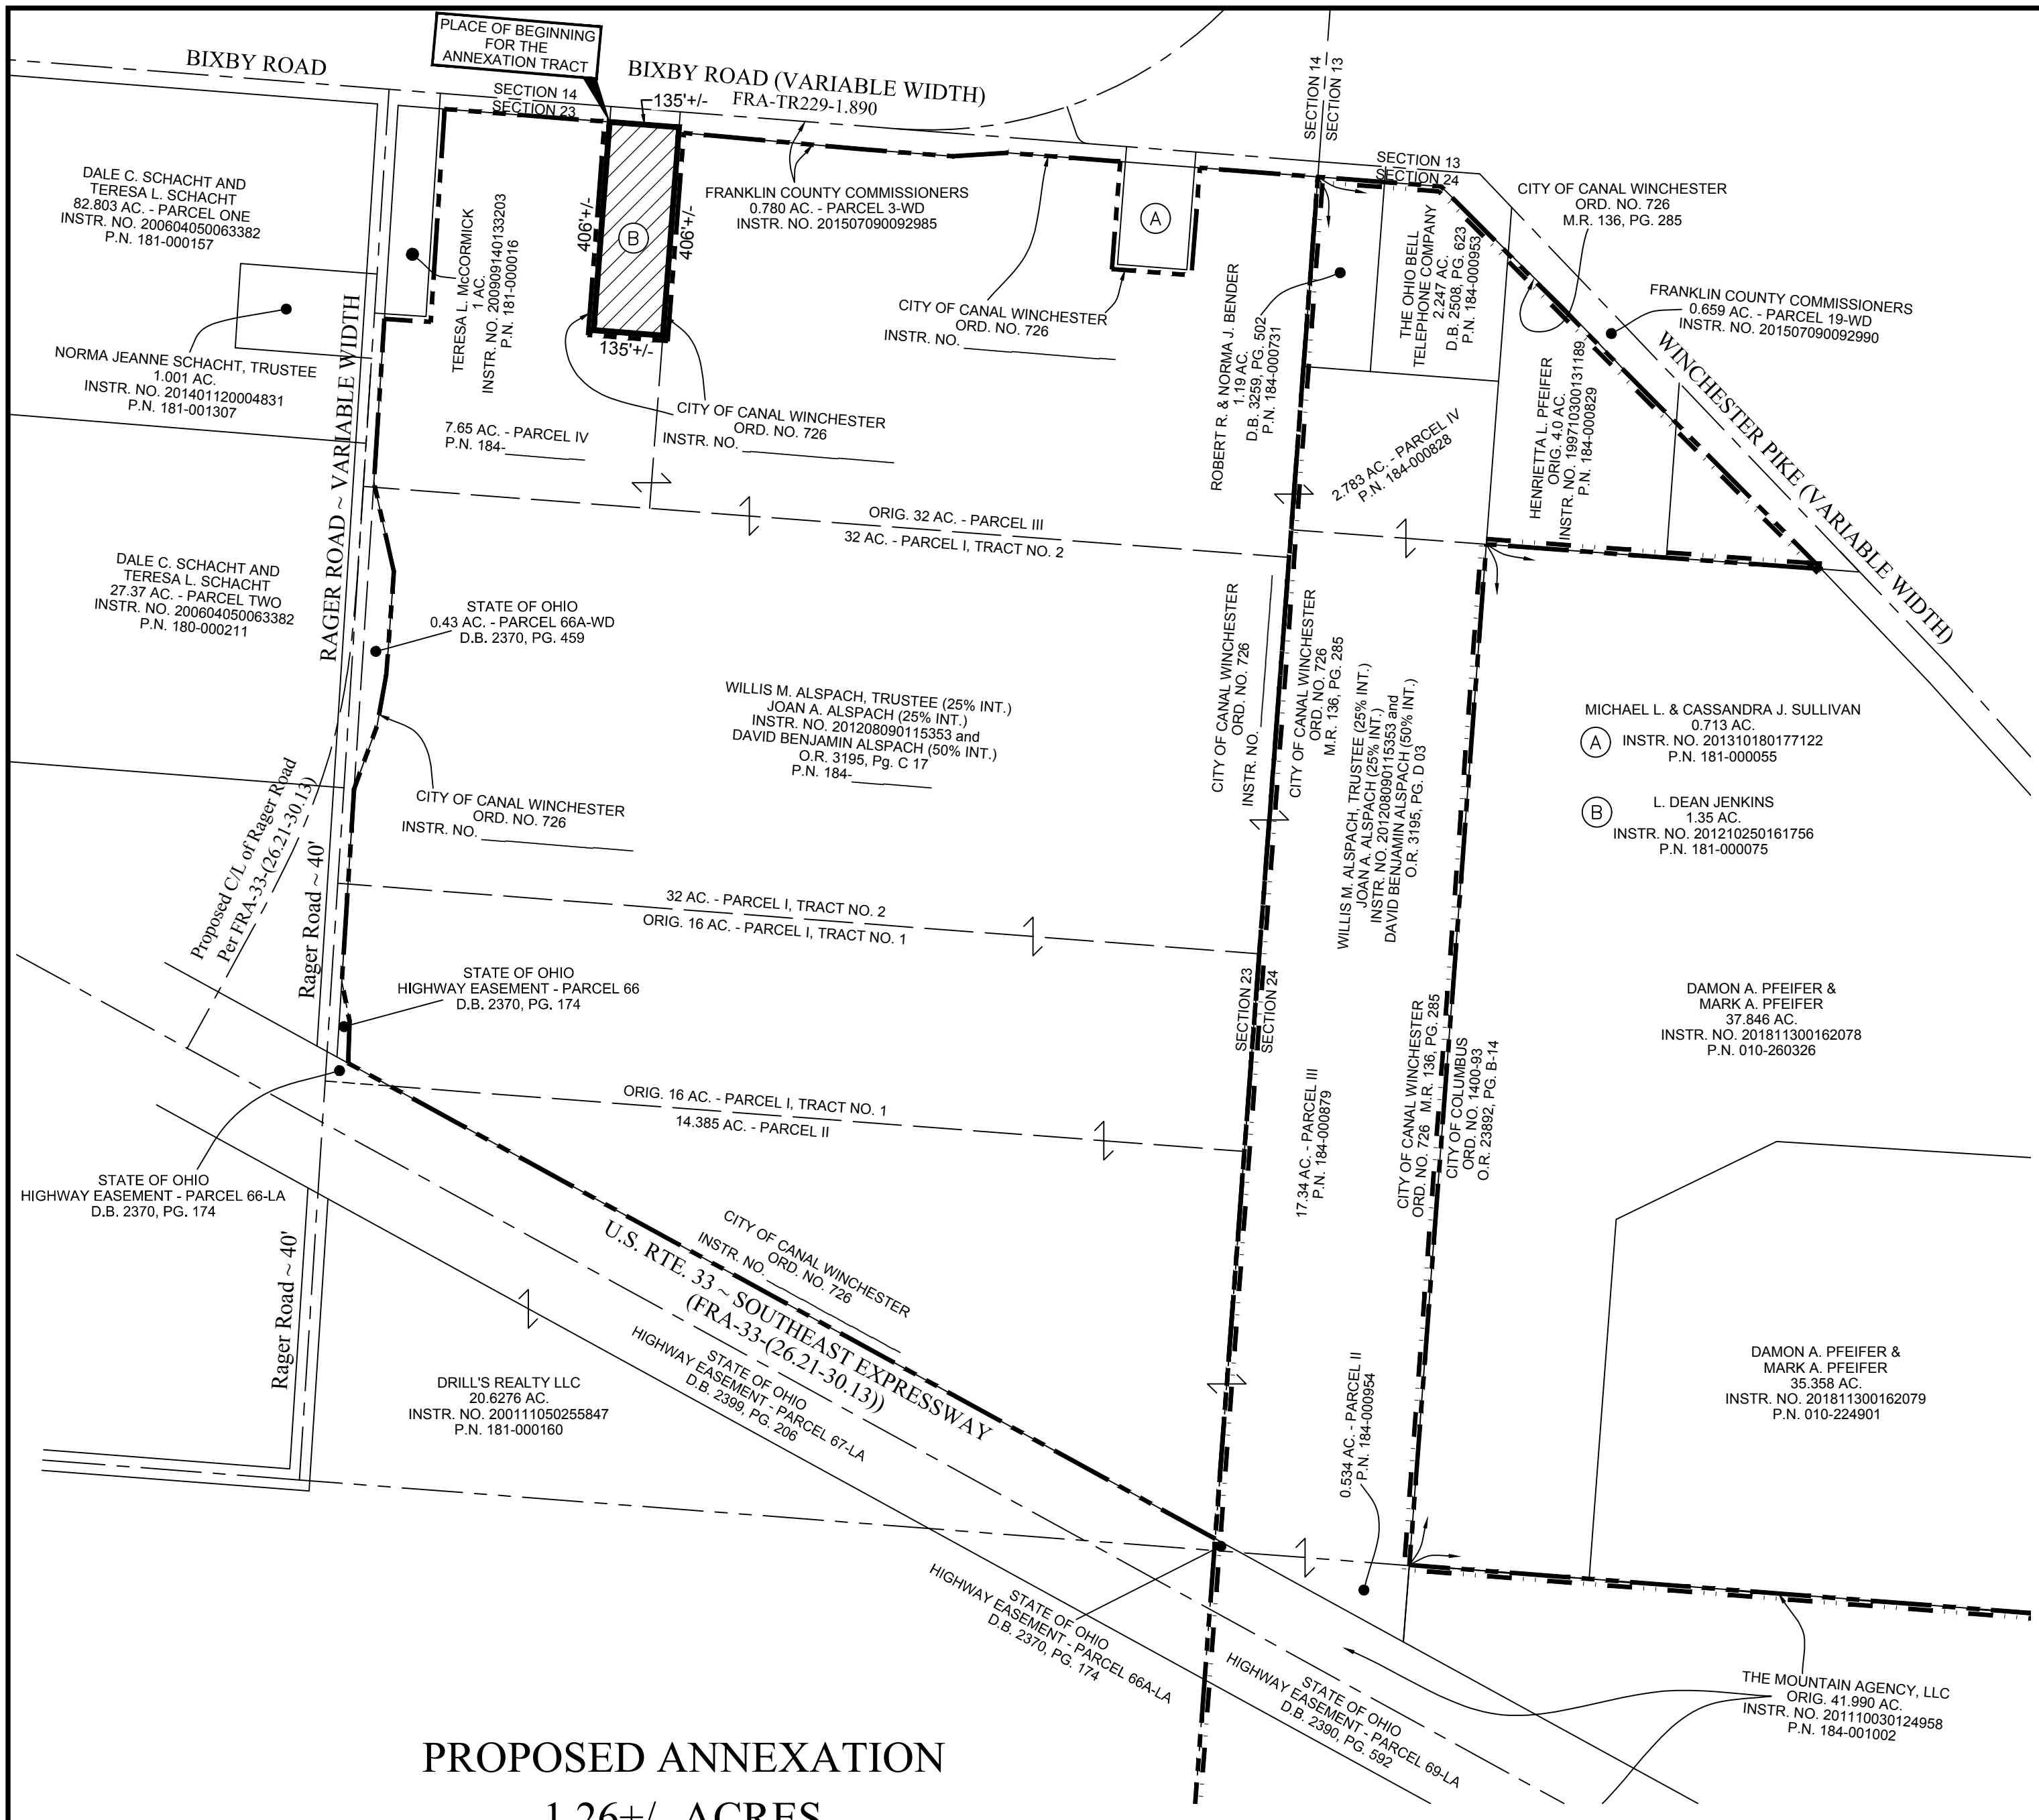 PLACE OF BEGINNING
FOR THE
ANNEXATION TRACT
BIXBY ROAD
BIXBY ROAD (VARIABLE WIDTH)
FRA-TR229-1.890
SECTION 14
SECTION 23
135'+/-
SECTION 14
SECTION 13
SECTION 13
SECTION 24
DALE C. SCHACHT AND
TERESA L. SCHACHT
82.803 AC. - PARCEL ONE
INSTR. NO. 200604050063382
P.N. 181-000157
TERESA L. McCORMICK
1 AC.
INSTR. NO. 200909140133203
P.N. 181-000016
406'+/-
B
406'+/-
135'+/-
FRANKLIN COUNTY COMMISSIONERS
0.780 AC. - PARCEL 3-WD
INSTR. NO. 201507090092985
A
CITY OF CANAL WINCHESTER
ORD. NO. 726
INSTR. NO.
ROBERT R. & NORMA J. BENDER
1.19 AC.
D.B. 3259, PG. 502
P.N. 184-000731
THE OHIO BELL
TELEPHONE COMPANY
2.247 AC.
D.B. 2508, PG. 623
P.N. 184-000953
CITY OF CANAL WINCHESTER
ORD. NO. 726
M.R. 136, PG. 285
FRANKLIN COUNTY COMMISSIONERS
0.659 AC. - PARCEL 19-WD
INSTR. NO. 201507090092990
WINCHESTER PIKE (VARIABLE WIDTH)
HENRIETTA L. PFEIFER
ORIG. 4.0 AC.
INSTR. NO. 199710300131189
P.N. 184-000829
NORMA JEANNE SCHACHT, TRUSTEE
1.001 AC.
INSTR. NO. 201401120004831
P.N. 181-001307
RAGER ROAD ~ VARIABLE WIDTH
7.65 AC. - PARCEL IV
P.N. 184-
CITY OF CANAL WINCHESTER
ORD. NO. 726
INSTR. NO.
2.783 AC. - PARCEL IV
P.N. 184-000828
ORIG. 32 AC. - PARCEL III
32 AC. - PARCEL I, TRACT NO. 2
DALE C. SCHACHT AND
TERESA L. SCHACHT
27.37 AC. - PARCEL TWO
INSTR. NO. 200604050063382
P.N. 180-000211
STATE OF OHIO
0.43 AC. - PARCEL 66A-WD
D.B. 2370, PG. 459
WILLIS M. ALSPACH, TRUSTEE (25% INT.)
JOAN A. ALSPACH (25% INT.)
INSTR. NO. 201208090115353 and
DAVID BENJAMIN ALSPACH (50% INT.)
O.R. 3195, Pg. C 17
P.N. 184-
CITY OF CANAL WINCHESTER
ORD. NO. 726
INSTR. NO.
CITY OF CANAL WINCHESTER
ORD. NO. 726
M.R. 136, PG. 285
WILLIS M. ALSPACH, TRUSTEE (25% INT.)
JOAN A. ALSPACH (25% INT.)
INSTR. NO. 201208090115353 and
DAVID BENJAMIN ALSPACH (50% INT.)
O.R. 3195, PG. D 03
MICHAEL L. & CASSANDRA J. SULLIVAN
0.713 AC.
A INSTR. NO. 201310180177122
P.N. 181-000055
L. DEAN JENKINS
B 1.35 AC.
INSTR. NO. 201210250161756
P.N. 181-000075
CITY OF CANAL WINCHESTER
ORD. NO. 726
INSTR. NO.
Proposed C/L of Rager Road
Per FRA-33-(26.21-30.13)
Rager Road ~ 40'
32 AC. - PARCEL I, TRACT NO. 2
ORIG. 16 AC. - PARCEL I, TRACT NO. 1
STATE OF OHIO
HIGHWAY EASEMENT - PARCEL 66
D.B. 2370, PG. 174
SECTION 23
SECTION 24
DAMON A. PFEIFER &
MARK A. PFEIFER
37.846 AC.
INSTR. NO. 201811300162078
P.N. 010-260326
CITY OF CANAL WINCHESTER
ORD. NO. 726 M.R. 136, PG. 285
CITY OF COLUMBUS
ORD. NO. 1400-93
O.R. 23892, PG. B-14
17.34 AC. - PARCEL III
P.N. 184-000879
ORIG. 16 AC. - PARCEL I, TRACT NO. 1
14.385 AC. - PARCEL II
STATE OF OHIO
HIGHWAY EASEMENT - PARCEL 66-LA
D.B. 2370, PG. 174
Rager Road ~ 40'
CITY OF CANAL WINCHESTER
ORD. NO. 726
INSTR. NO.
U.S. RTE. 33 ~ SOUTHEAST EXPRESSWAY
(FRA-33-(26.21-30.13))
STATE OF OHIO
HIGHWAY EASEMENT - PARCEL 67-LA
D.B. 2399, PG. 206
DRILL'S REALTY LLC
20.6276 AC.
INSTR. NO. 200111050255847
P.N. 181-000160
0.534 AC. - PARCEL II
P.N. 184-000954
DAMON A. PFEIFER &
MARK A. PFEIFER
35.358 AC.
INSTR. NO. 201811300162079
P.N. 010-224901
STATE OF OHIO
HIGHWAY EASEMENT - PARCEL 66A-LA
D.B. 2370, PG. 174
STATE OF OHIO
HIGHWAY EASEMENT - PARCEL 69-LA
D.B. 2390, PG. 592
THE MOUNTAIN AGENCY, LLC
ORIG. 41.990 AC.
INSTR. NO. 201110030124958
P.N. 184-001002
PROPOSED ANNEXATION
1.26+/- ACRES